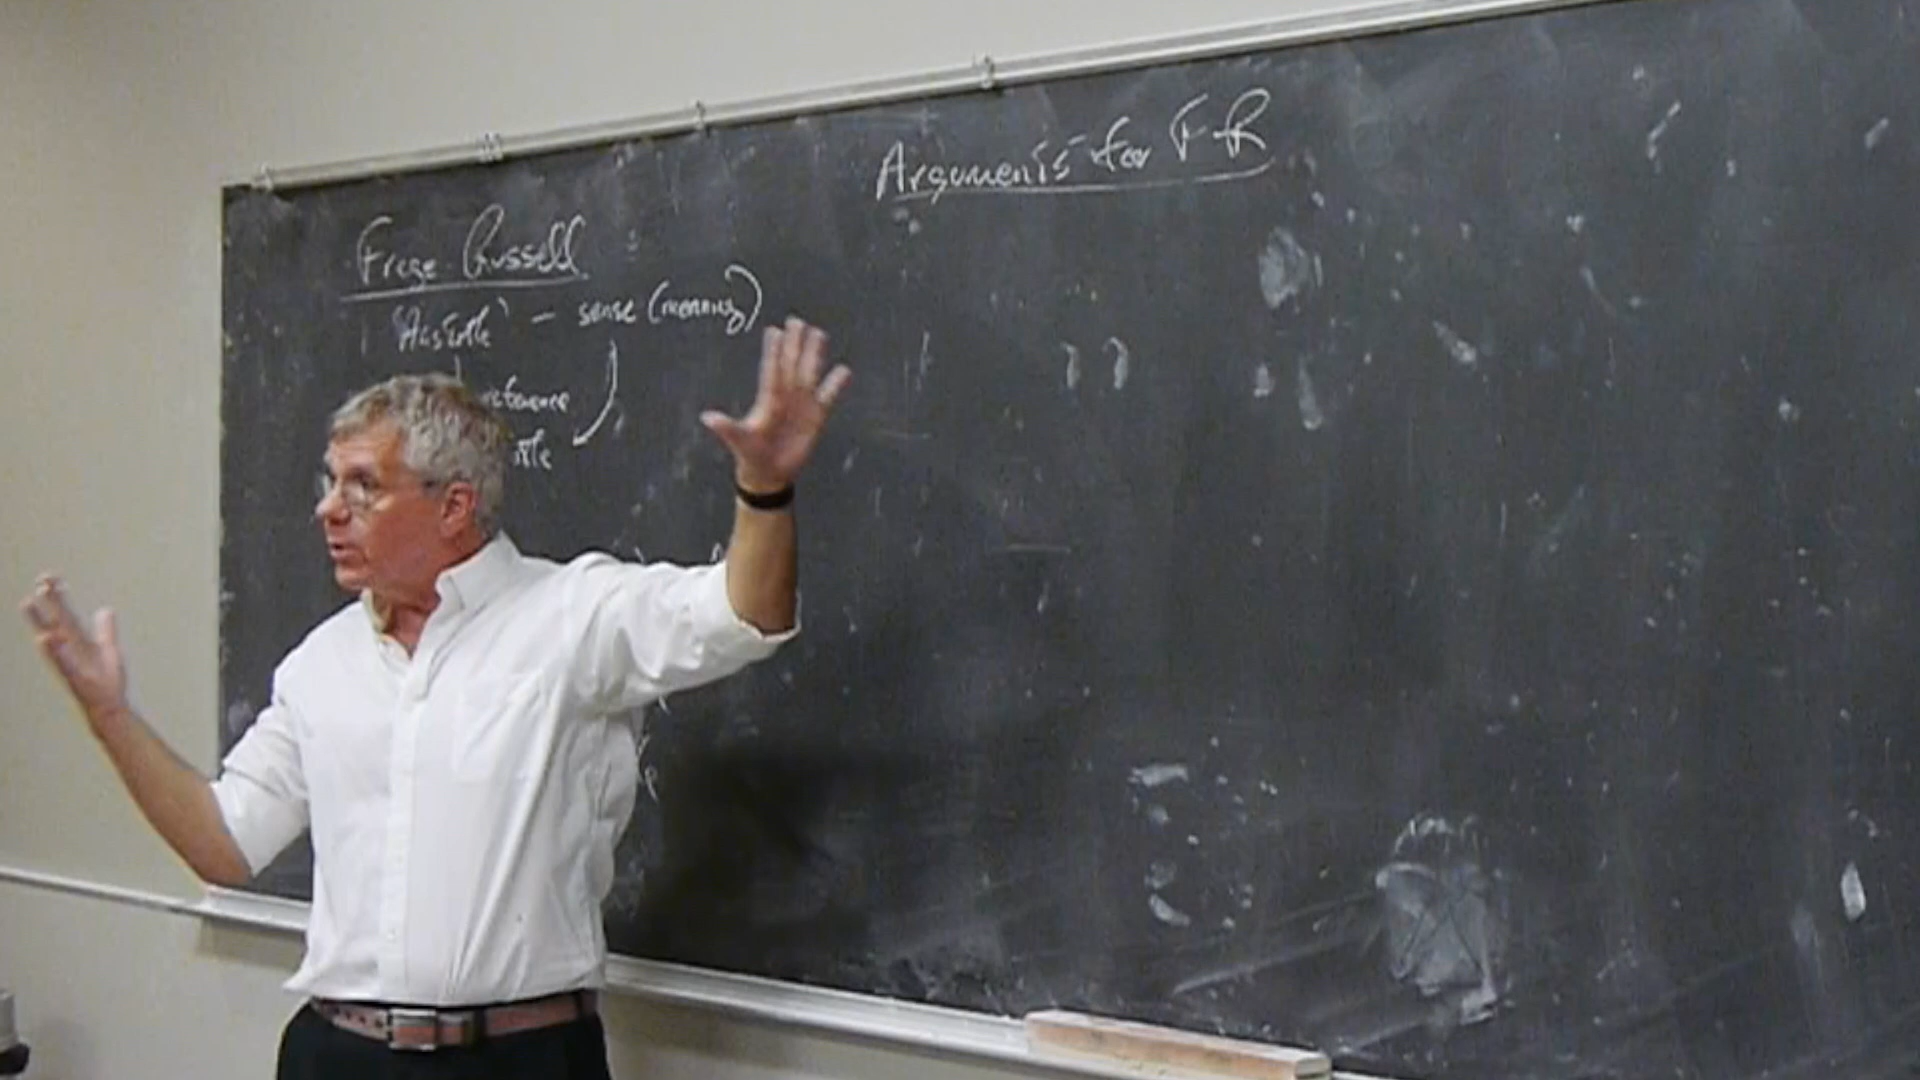 Arguments for F-R
Frege-Russell
'Aristotle' — sense (meaning)